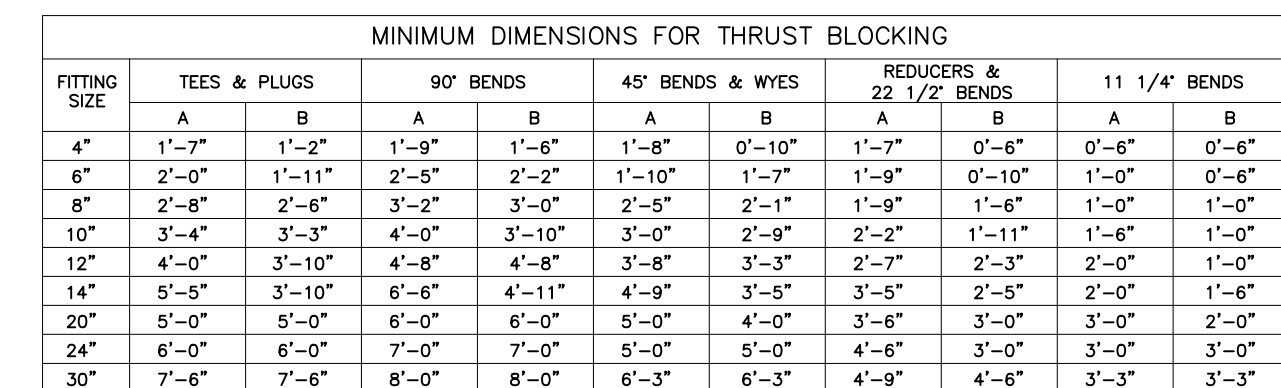 MINIMUM DIMENSIONS FOR THRUST BLOCKING
FITTING SIZE TEES & PLUGS 90° BENDS 45° BENDS & WYES REDUCERS & 22 1/2° BENDS 11 1/4° BENDS
A B A B A B A B A B
4" 1'-7" 1'-2" 1'-9" 1'-6" 1'-8" 0'-10" 1'-7" 0'-6" 0'-6" 0'-6"
6" 2'-0" 1'-11" 2'-5" 2'-2" 1'-10" 1'-7" 1'-9" 0'-10" 1'-0" 0'-6"
8" 2'-8" 2'-6" 3'-2" 3'-0" 2'-5" 2'-1" 1'-9" 1'-6" 1'-0" 1'-0"
10" 3'-4" 3'-3" 4'-0" 3'-10" 3'-0" 2'-9" 2'-2" 1'-11" 1'-6" 1'-0"
12" 4'-0" 3'-10" 4'-8" 4'-8" 3'-8" 3'-3" 2'-7" 2'-3" 2'-0" 1'-0"
14" 5'-5" 3'-10" 6'-6" 4'-11" 4'-9" 3'-5" 3'-5" 2'-5" 2'-0" 1'-6"
20" 5'-0" 5'-0" 6'-0" 6'-0" 5'-0" 4'-0" 3'-6" 3'-0" 3'-0" 2'-0"
24" 6'-0" 6'-0" 7'-0" 7'-0" 5'-0" 5'-0" 4'-6" 3'-0" 3'-0" 3'-0"
30" 7'-6" 7'-6" 8'-0" 8'-0" 6'-3" 6'-3" 4'-9" 4'-6" 3'-3" 3'-3"